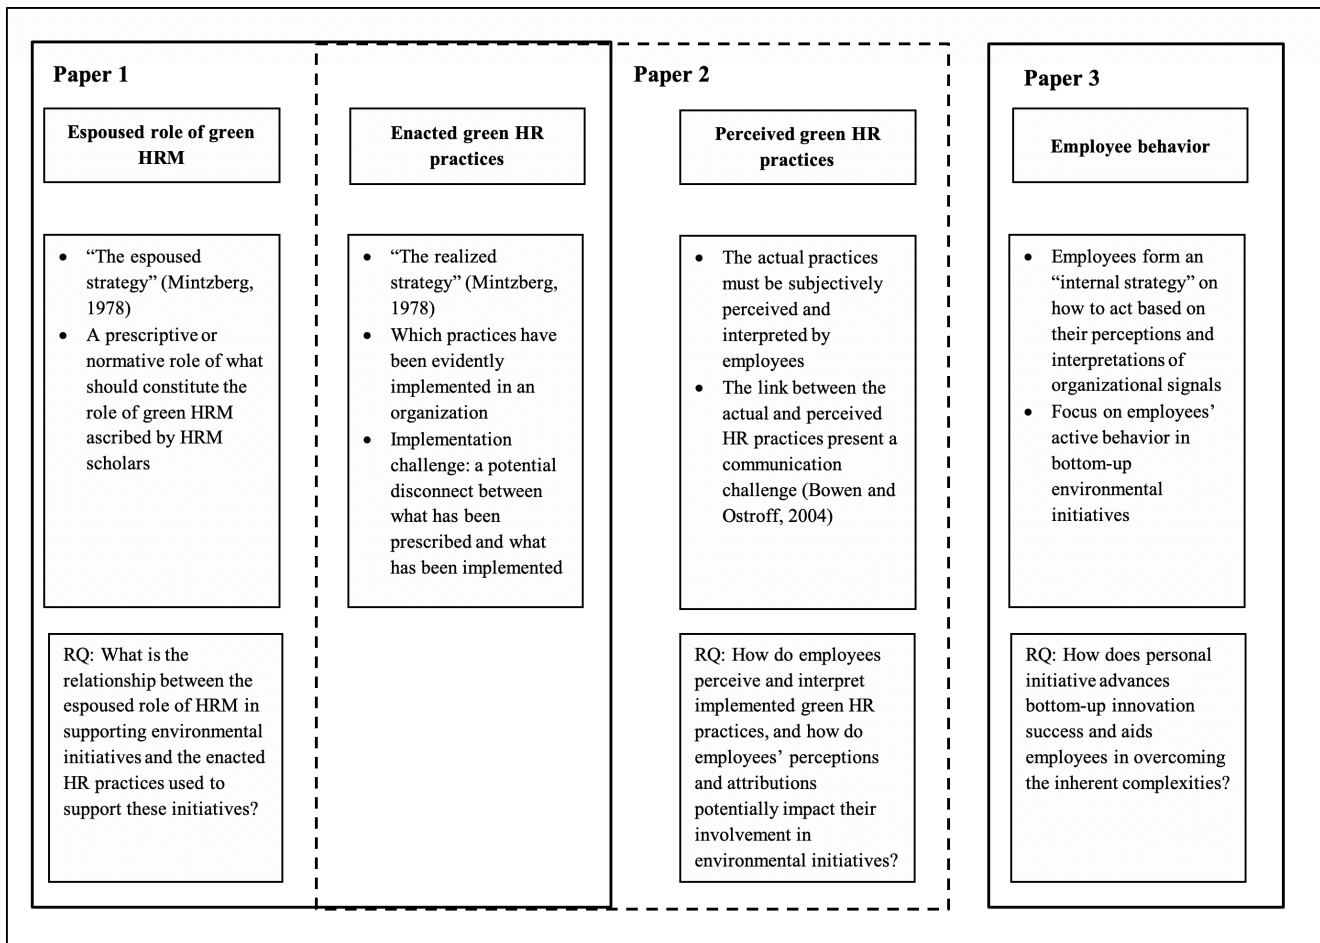 Paper 1
Espoused role of green
HRM
“The espoused
strategy” (Mintzberg,
1978)
A prescriptive or
normative role of what
should constitute the
role of green HRM
ascribed by HRM
scholars
RQ: What is the
relationship between the
espoused role of HRM in
supporting environmental
initiatives and the enacted
HR practices used to
support these initiatives?
Enacted green HR
practices
“The realized
strategy” (Mintzberg,
1978)
Which practices have
been evidently
implemented in an
organization
Implementation
challenge: a potential
disconnect between
what has been
prescribed and what
has been implemented
Paper 2
Perceived green HR
practices
The actual practices
must be subjectively
perceived and
interpreted by
employees
The link between the
actual and perceived
HR practices present a
communication
challenge (Bowen and
Ostroff, 2004)
RQ: How do employees
perceive and interpret
implemented green HR
practices, and how do
employees’ perceptions
and attributions
potentially impact their
involvement in
environmental initiatives?
Paper 3
Employee behavior
Employees form an
“internal strategy” on
how to act based on
their perceptions and
interpretations of
organizational signals
Focus on employees’
active behavior in
bottom-up
environmental
initiatives
RQ: How does personal
initiative advances
bottom-up innovation
success and aids
employees in overcoming
the inherent complexities?